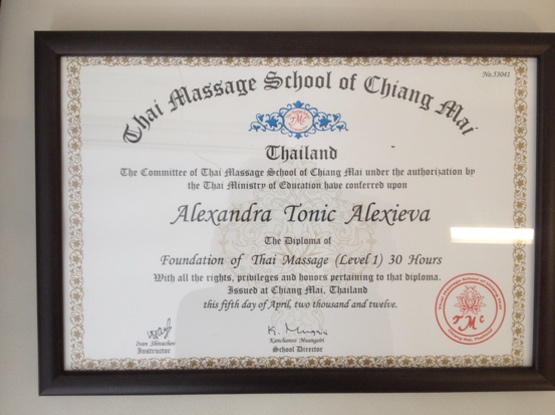 No.53041
Thai Massage School of Chiang Mai
TMC
Thailand
The Committee of Thai Massage School of Chiang Mai under the authorization by
the Thai Ministry of Education have conferred upon
Alexandra Tonic Alexieva
The Diploma of
Foundation of Thai Massage (Level 1) 30 Hours
With all the rights, privileges and honors pertaining to that diploma.
Issued at Chiang Mai, Thailand
this fifth day of April, two thousand and twelve.
TMC
Instructor
School Director